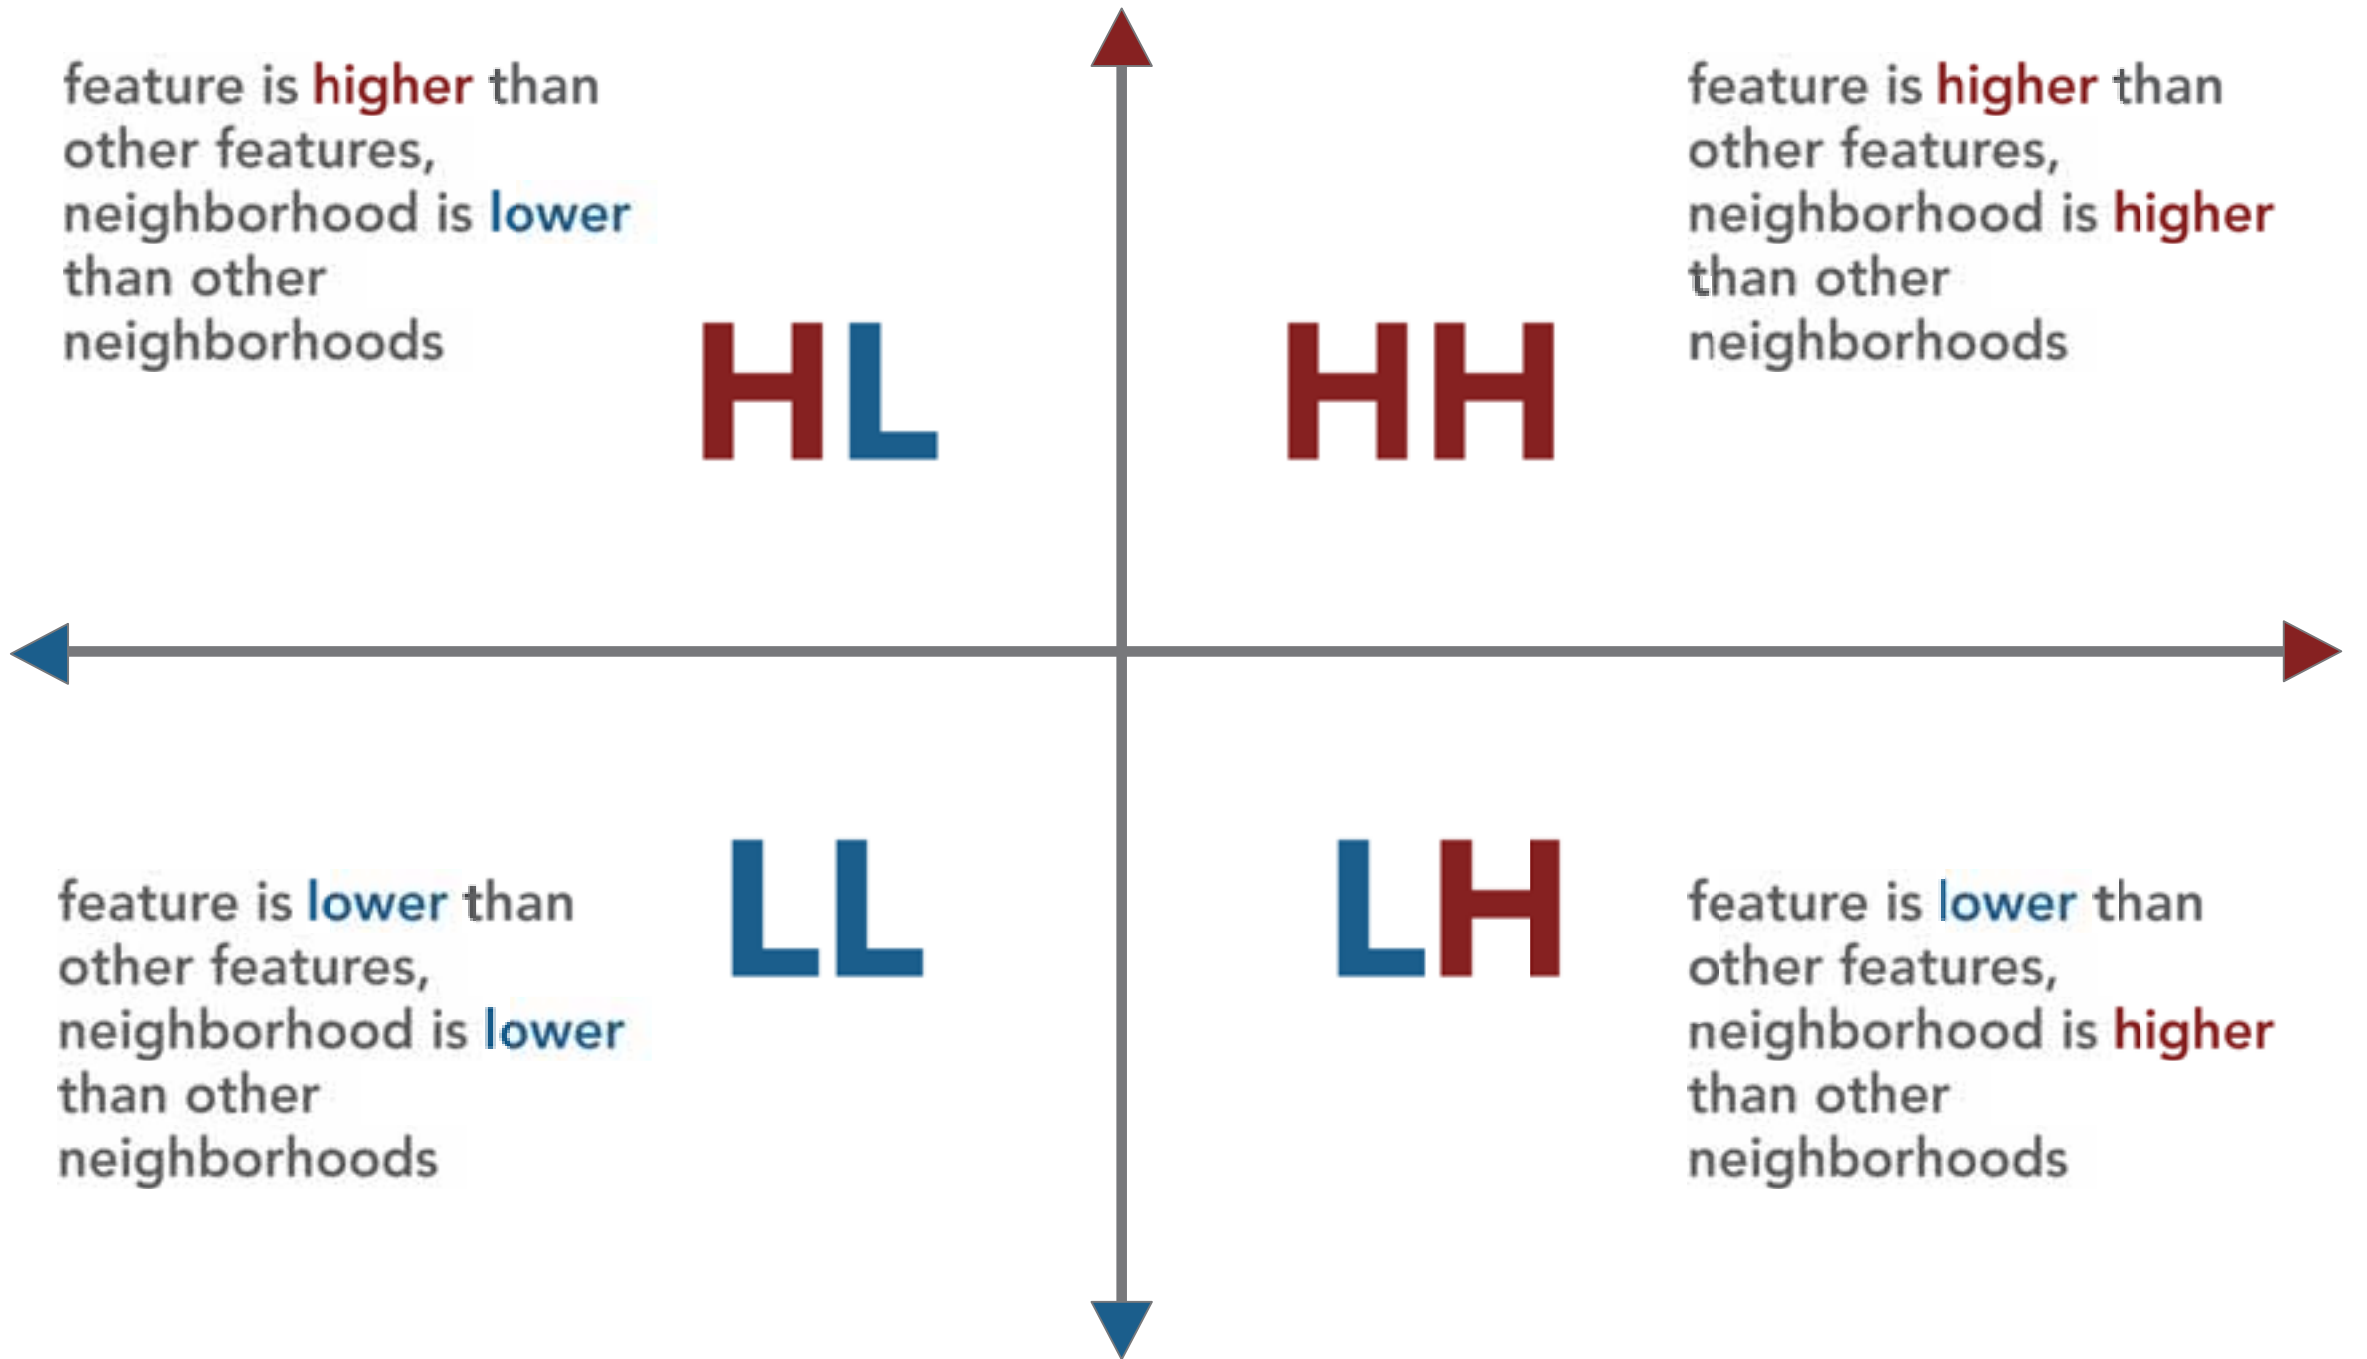 feature is higher than
other features,
neighborhood is lower
than other
neighborhoods
HL
HH
feature is higher than
other features,
neighborhood is higher
than other
neighborhoods
feature is lower than
other features,
neighborhood is lower
than other
neighborhoods
LL
LH
feature is lower than
other features,
neighborhood is higher
than other
neighborhoods